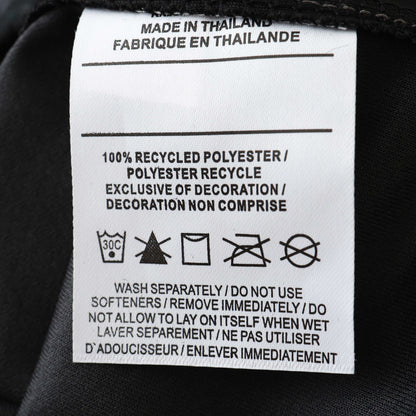 MADE IN THAILAND
FABRIQUE EN THAILANDE
100% RECYCLED POLYESTER /
POLYESTER RECYCLE
EXCLUSIVE OF DECORATION /
DECORATION NON COMPRISE
30C
WASH SEPARATELY / DO NOT USE
SOFTENERS / REMOVE IMMEDIATELY / DO
NOT ALLOW TO LAY ON ITSELF WHEN WET
LAVER SEPAREMENT / NE PAS UTILISER
D`ADOUCISSEUR / ENLEVER IMMEDIATEMENT